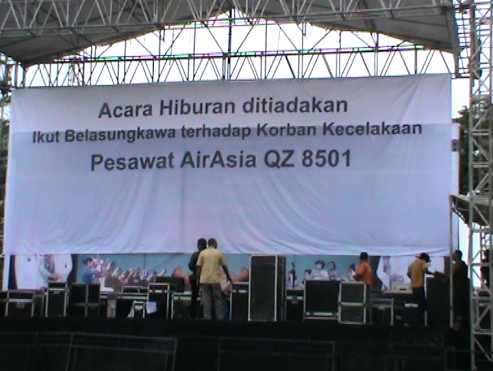 Acara Hiburan ditiadakan
Ikut Belasungkawa terhadap Korban Kecelakaan
Pesawat AirAsia QZ 8501